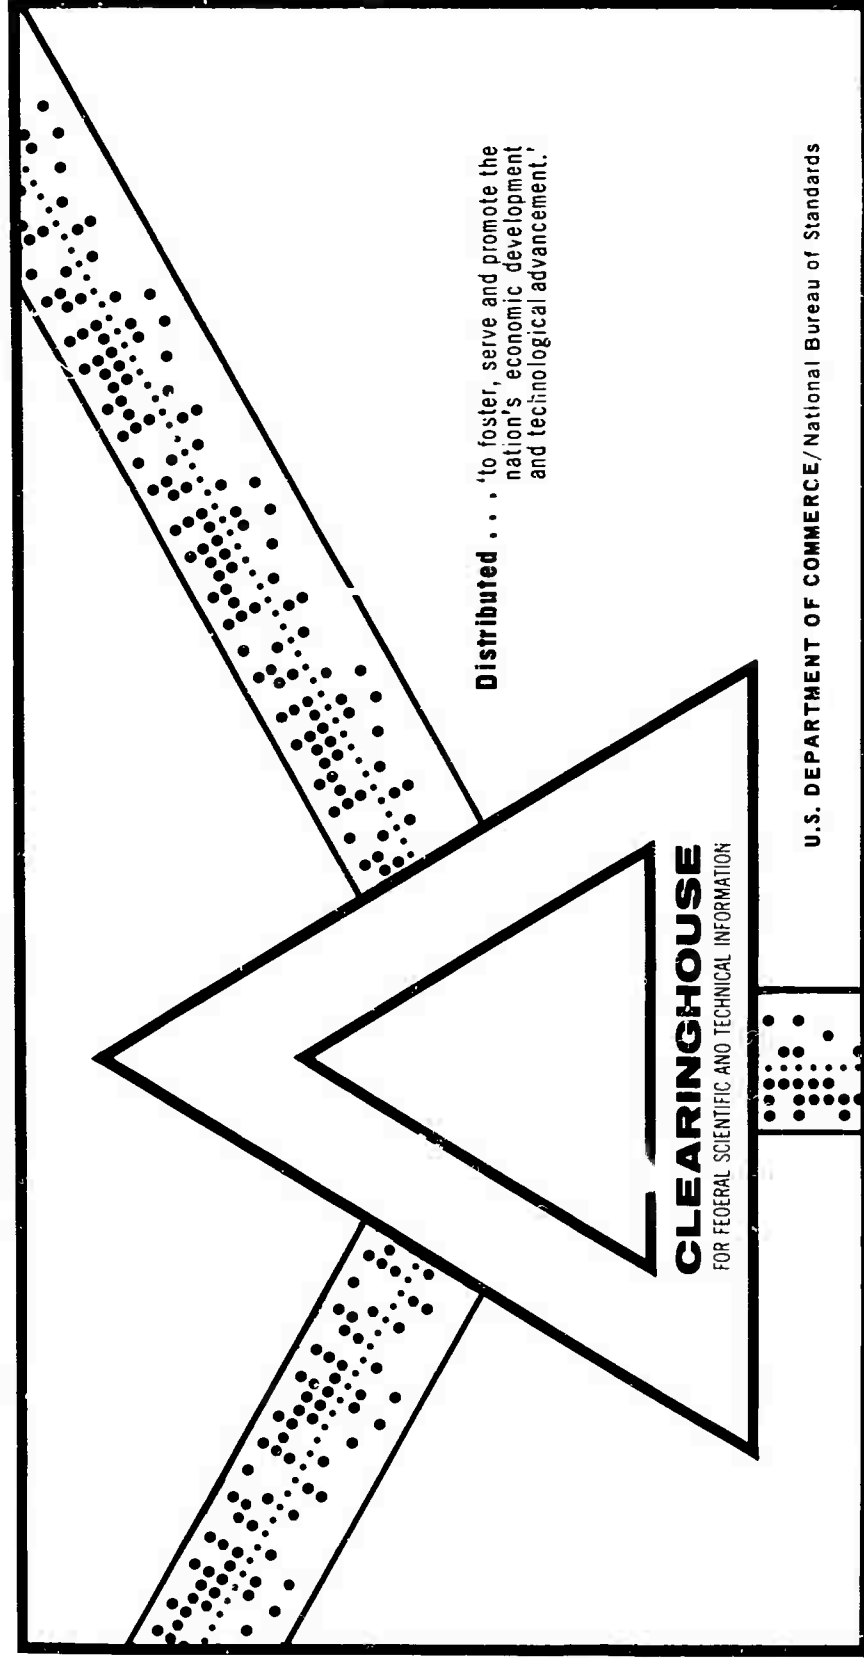 Distributed . . . 'to foster, serve and promote the
nation's economic development
and technological advancement.'
CLEARINGHOUSE
FOR FEDERAL SCIENTIFIC AND TECHNICAL INFORMATION
U.S. DEPARTMENT OF COMMERCE/National Bureau of Standards